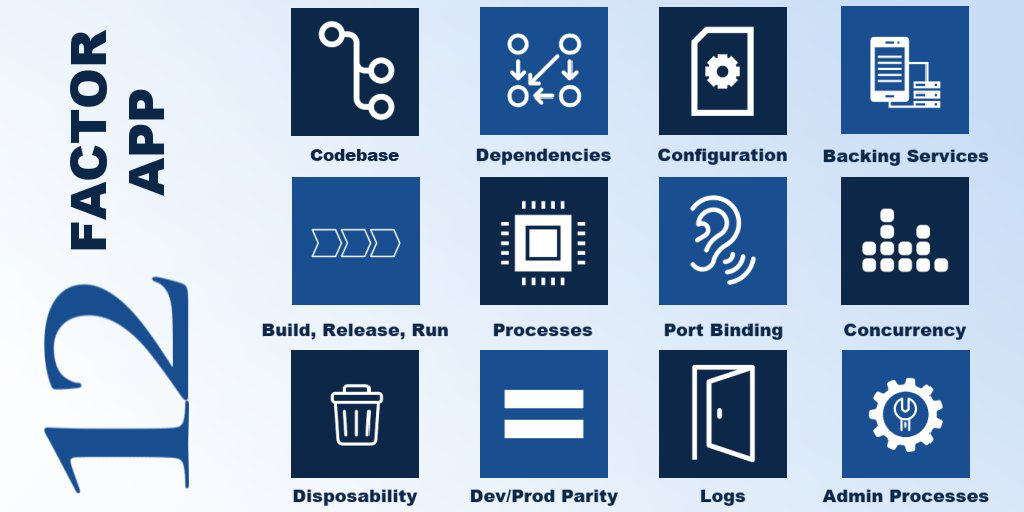 12
FACTOR
APP
Codebase
Dependencies
Configuration
Backing Services
Build, Release, Run
Processes
Port Binding
Concurrency
Disposability
Dev/Prod Parity
Logs
Admin Processes